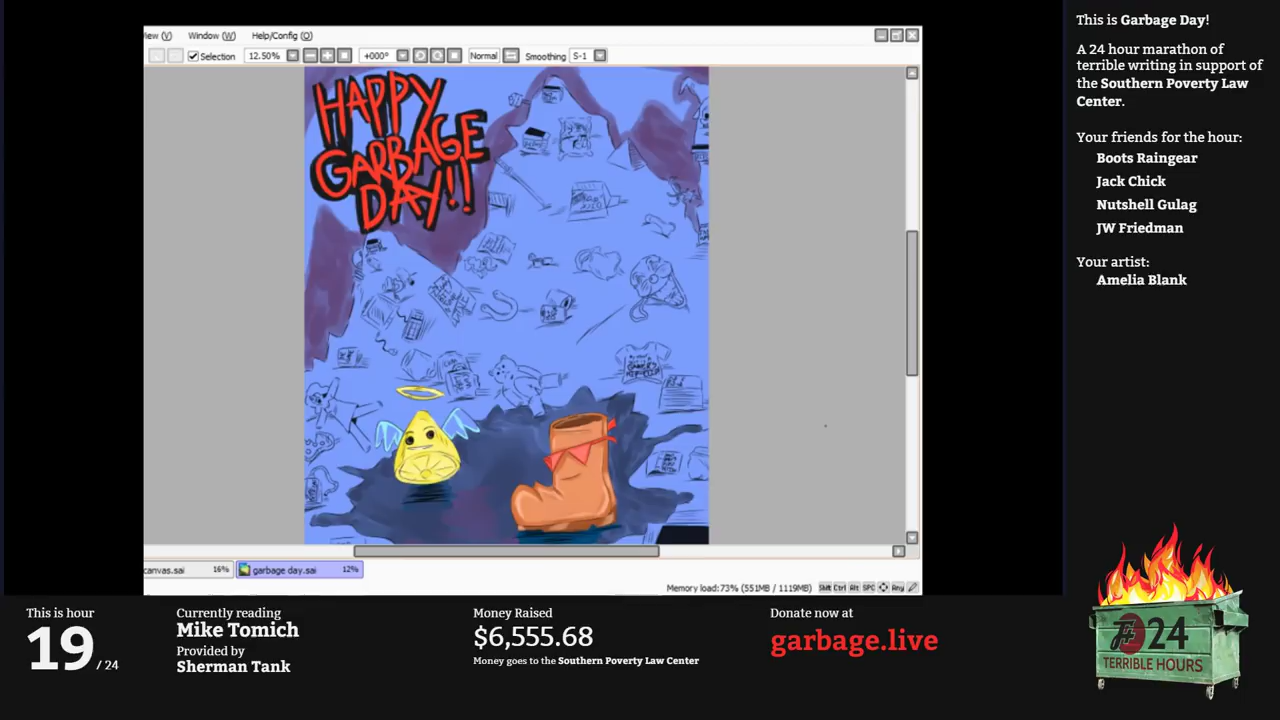 iew (V) Window (W) Help/Config (O)
Selection 12.50% +000° Normal Smoothing S-1
HAPPY
GARBAGE
DAY!!
canvas.sai 16% garbage day.sai 12%
Memory load:73% (551MB / 1119MB) Shft Ctrl Alt SPC Any
This is Garbage Day!
A 24 hour marathon of
terrible writing in support of
the Southern Poverty Law
Center.
Your friends for the hour:
Boots Raingear
Jack Chick
Nutshell Gulag
JW Friedman
Your artist:
Amelia Blank
This is hour
19 / 24
Currently reading
Mike Tomich
Provided by
Sherman Tank
Money Raised
$6,555.68
Money goes to the Southern Poverty Law Center
Donate now at
garbage.live
24
TERRIBLE HOURS